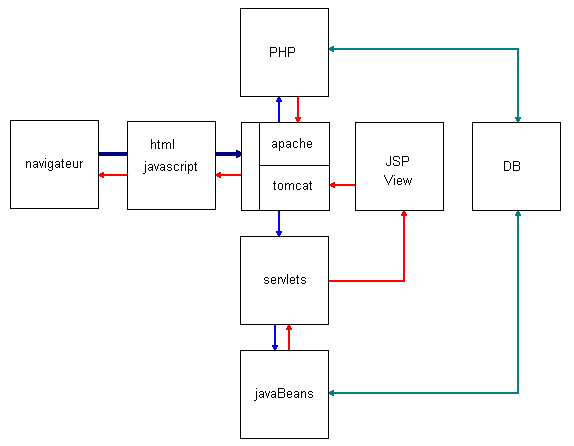 PHP
navigateur
html
javascript
apache
tomcat
JSP
View
DB
servlets
javaBeans